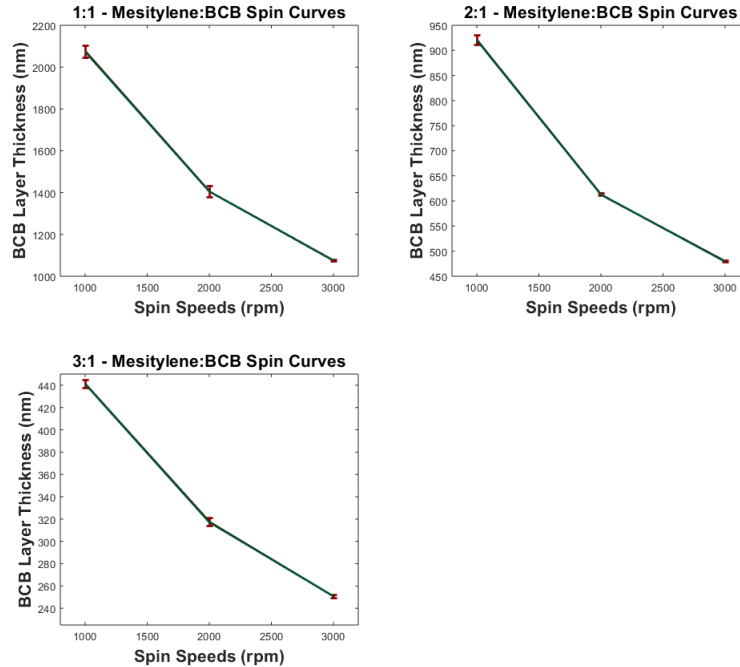 1:1 - Mesitylene:BCB Spin Curves
BCB Layer Thickness (nm)
2200
2000
1800
1600
1400
1200
1000
1000 1500 2000 2500 3000
Spin Speeds (rpm)
2:1 - Mesitylene:BCB Spin Curves
BCB Layer Thickness (nm)
950
900
850
800
750
700
650
600
550
500
450
1000 1500 2000 2500 3000
Spin Speeds (rpm)
3:1 - Mesitylene:BCB Spin Curves
BCB Layer Thickness (nm)
440
420
400
380
360
340
320
300
280
260
240
1000 1500 2000 2500 3000
Spin Speeds (rpm)